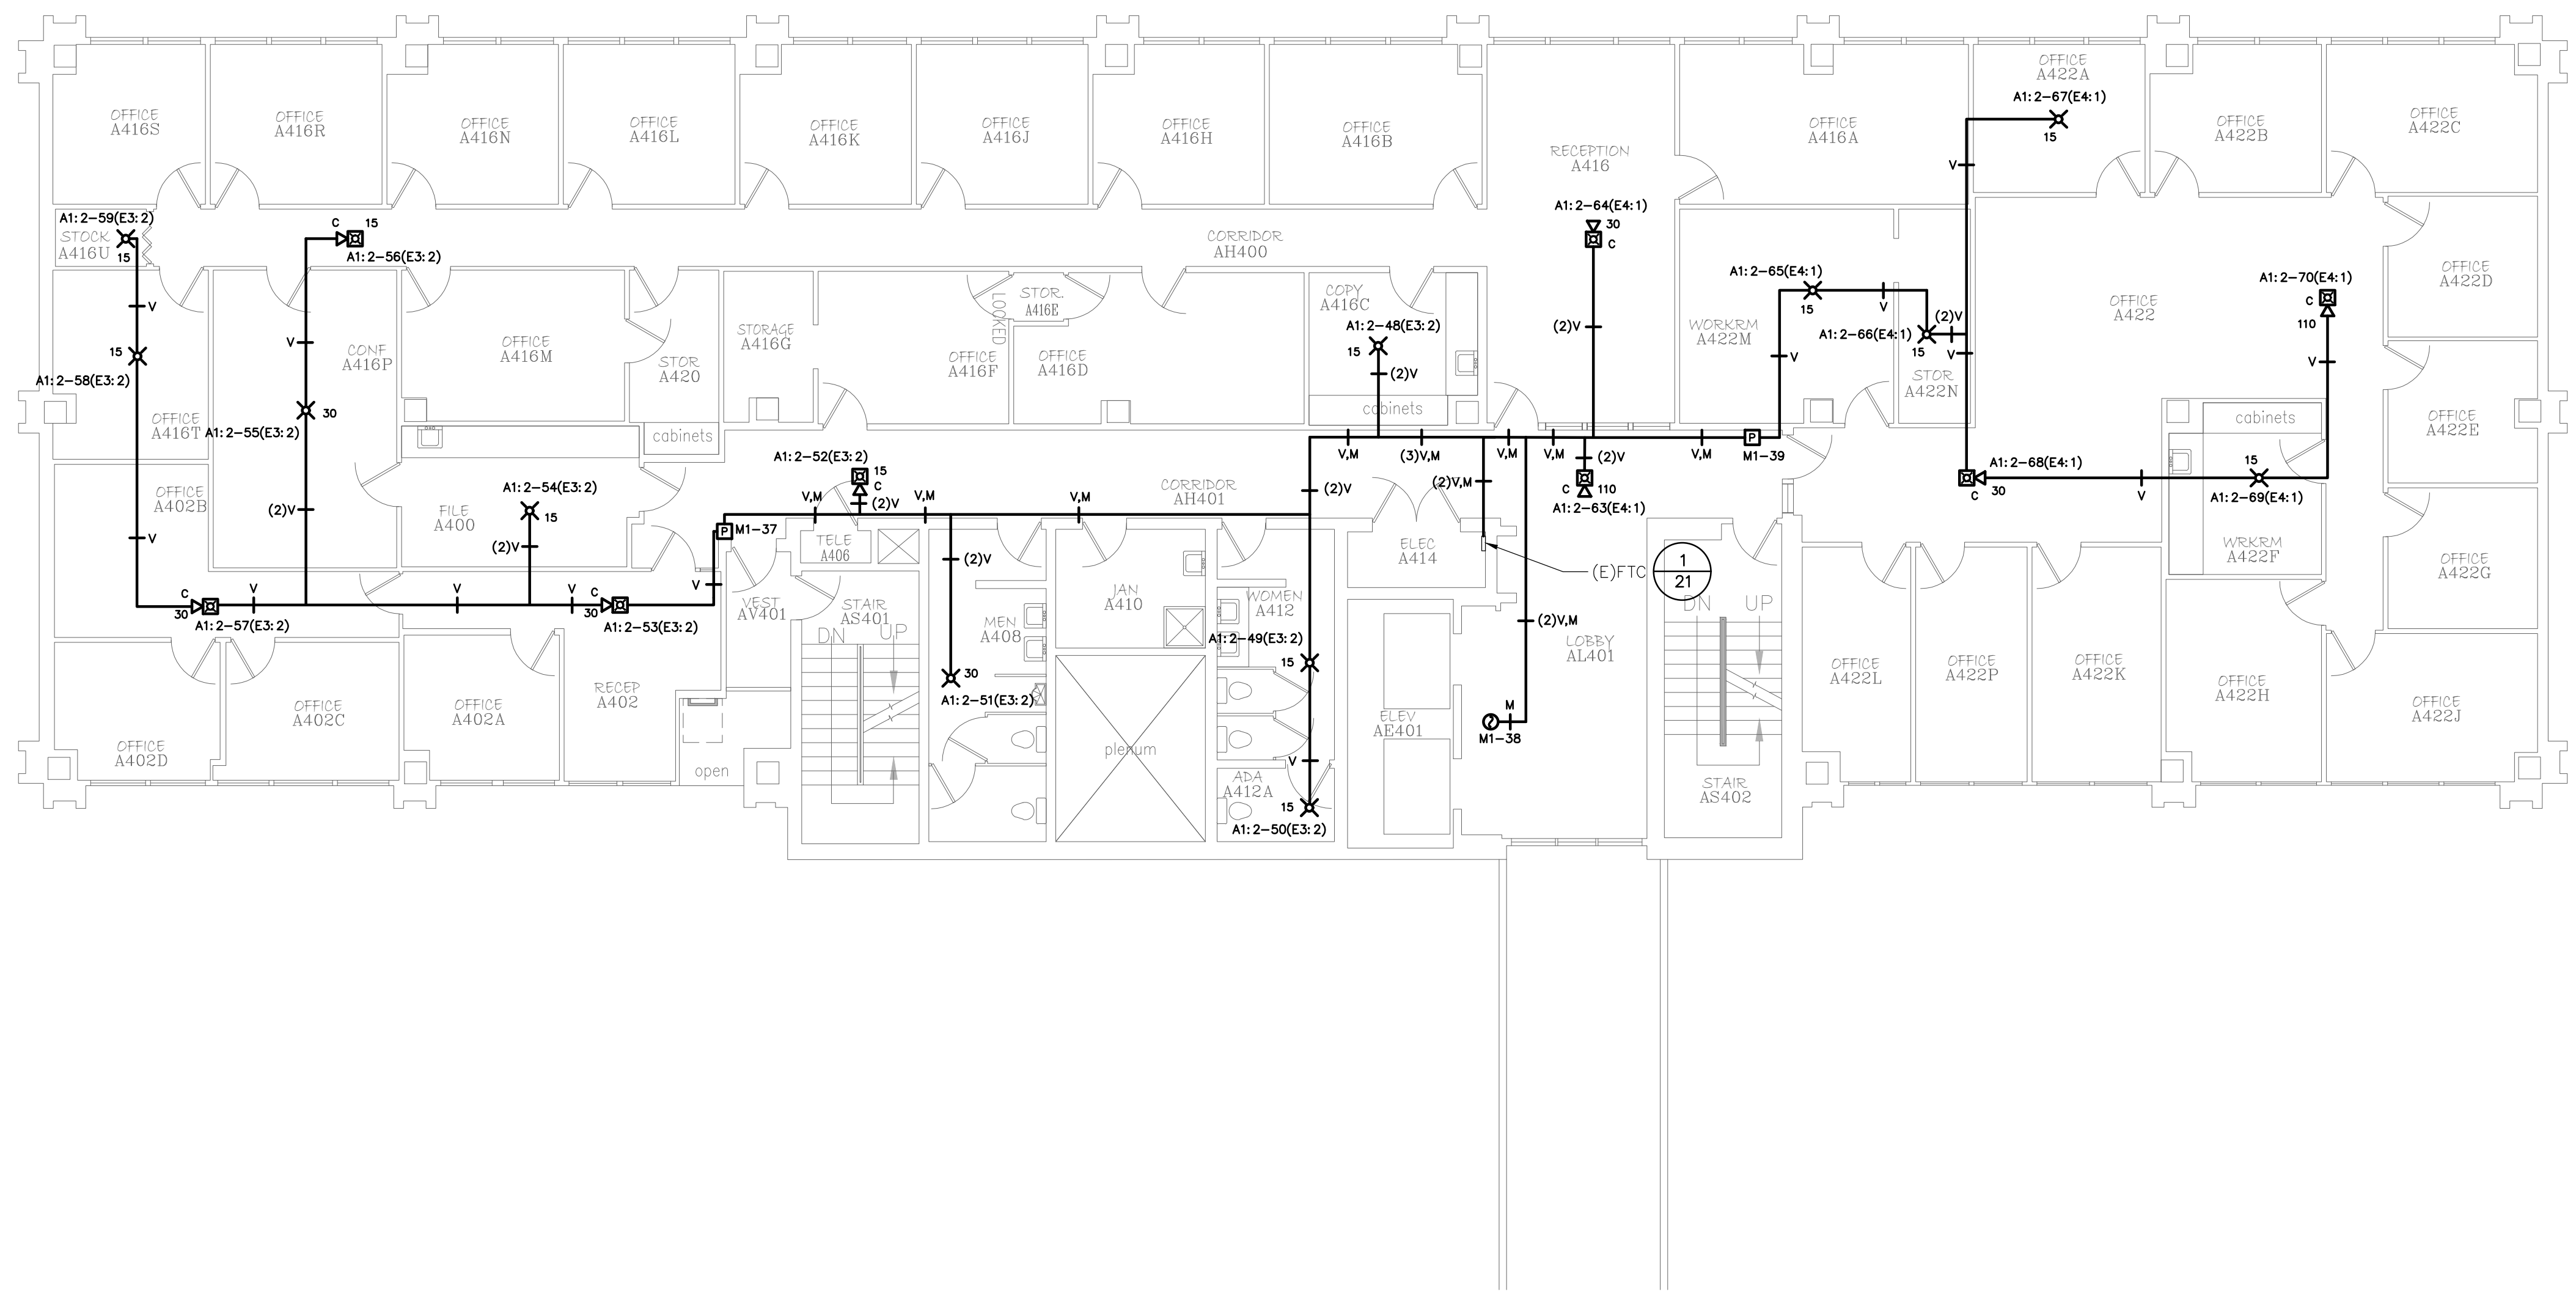 OFFICE
A416S
OFFICE
A416R
OFFICE
A416N
OFFICE
A416L
OFFICE
A416K
OFFICE
A416J
OFFICE
A416H
OFFICE
A416B
RECEPTION
A416
OFFICE
A416A
OFFICE
A422A
A1:2-67(E4:1)
15
V
OFFICE
A422B
OFFICE
A422C
A1:2-59(E3:2)
STOCK
A416U
15
C
15
A1:2-56(E3:2)
CORRIDOR
AH400
A1:2-64(E4:1)
30
C
(2)V
A1:2-65(E4:1)
15
V
V
(2)V
A1:2-66(E4:1)
15
V
WORKRM
A422M
STOR
A422N
OFFICE
A422
A1:2-70(E4:1)
C
110
V
OFFICE
A422D
V
15
A1:2-58(E3:2)
OFFICE
A416T
V
CONF
A416P
30
A1:2-55(E3:2)
OFFICE
A416M
STOR
A420
cabinets
STORAGE
A416G
OFFICE
A416F
LOCKED
STOR.
A416E
OFFICE
A416D
COPY
A416C
A1:2-48(E3:2)
15
(2)V
cabinets
cabinets
OFFICE
A422E
V,M
(3)V,M
V,M
V,M
V,M
M1-39
P
(2)V
C
110
A1:2-63(E4:1)
A1:2-68(E4:1)
C
30
V
15
A1:2-69(E4:1)
OFFICE
A402B
V
(2)V
A1:2-54(E3:2)
15
FILE
A400
(2)V
A1:2-52(E3:2)
15
C
(2)V
V,M
V,M
V,M
CORRIDOR
AH401
(2)V
(2)V,M
P
M1-37
TELE
A406
(2)V
ELEC
A414
(E)FTC
1
21
WRKRM
A422F
OFFICE
A422G
C
30
A1:2-57(E3:2)
V
V
V
C
30
A1:2-53(E3:2)
V
VEST
AV401
STAIR
AS401
DN
UP
MEN
A408
JAN
A410
WOMEN
A412
A1:2-49(E3:2)
15
(2)V,M
LOBBY
AL401
DN
UP
OFFICE
A422L
OFFICE
A422P
OFFICE
A422K
OFFICE
A422H
OFFICE
A422J
OFFICE
A402D
OFFICE
A402C
OFFICE
A402A
RECEP
A402
open
30
A1:2-51(E3:2)
plenum
V
ADA
A412A
15
A1:2-50(E3:2)
ELEV
AE401
M
M1-38
STAIR
AS402